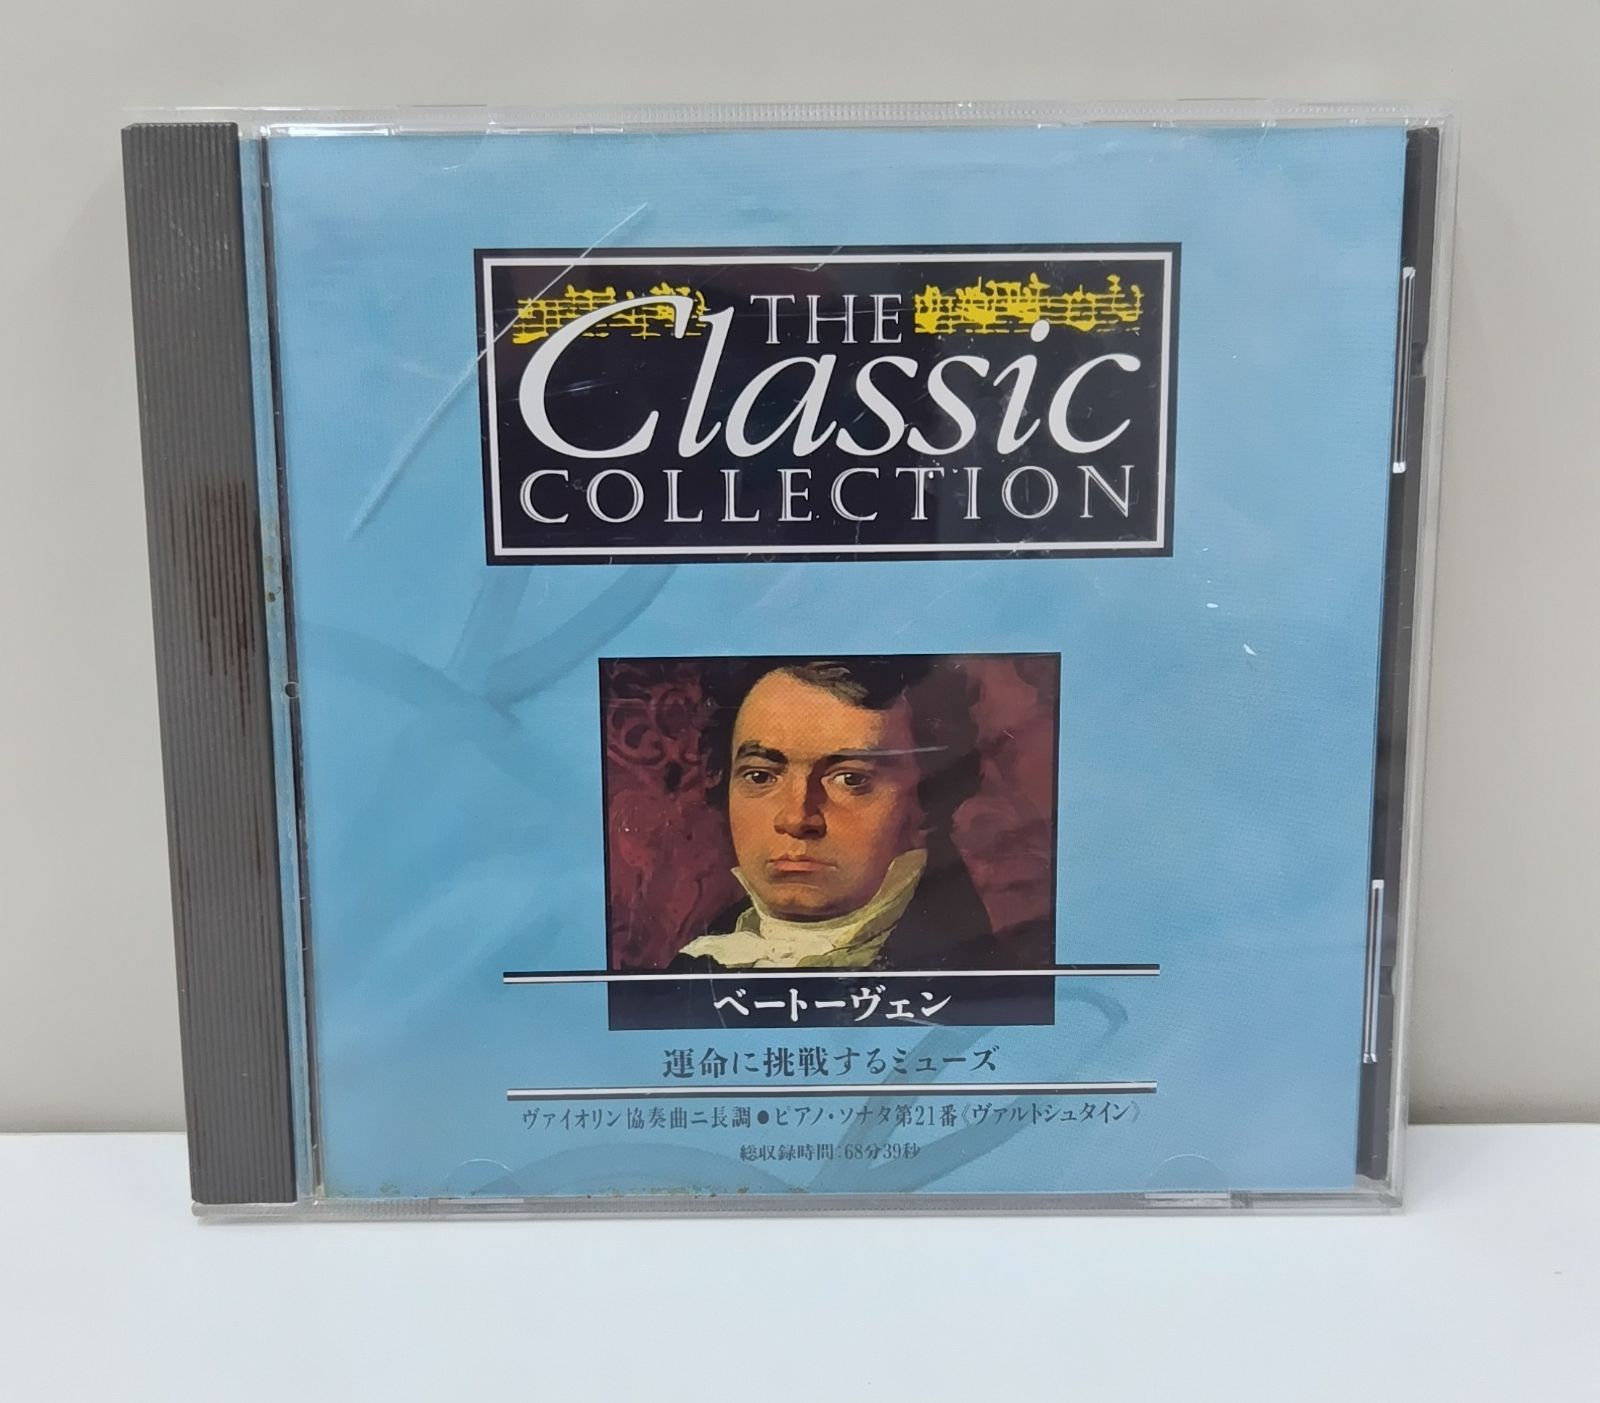 THE
Classic
COLLECTION
ベートーヴェン
運命に挑戦するミューズ
ヴァイオリン協奏曲ニ長調●ピアノ・ソナタ第21番《ヴァルトシュタイン》
総収録時間:68分39秒